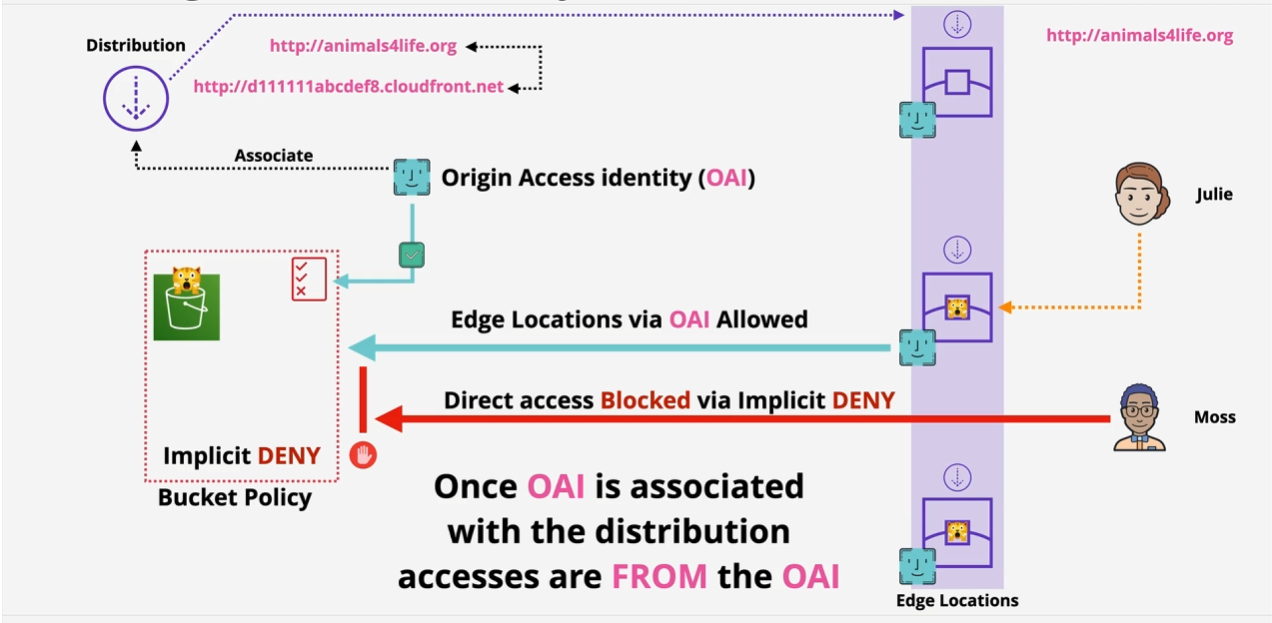 Distribution
http://animals4life.org
http://animals4life.org
http://d111111abcdef8.cloudfront.net
Associate
Origin Access identity (OAI)
Julie
Edge Locations via OAI Allowed
Direct access Blocked via Implicit DENY
Moss
Implicit DENY
Bucket Policy
Once OAI is associated
with the distribution
accesses are FROM the OAI
Edge Locations